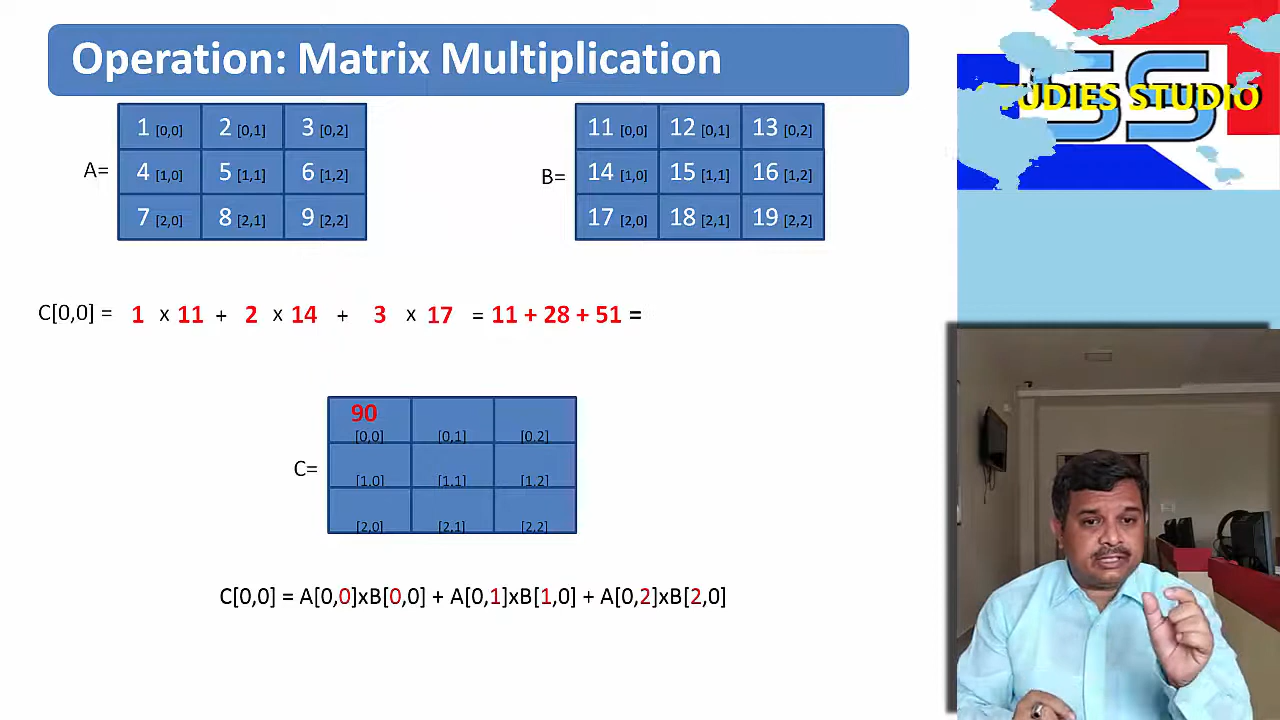 Operation: Matrix Multiplication
STUDIES STUDIO
SS
A=
1 [0,0] 2 [0,1] 3 [0,2]
4 [1,0] 5 [1,1] 6 [1,2]
7 [2,0] 8 [2,1] 9 [2,2]
B=
11 [0,0] 12 [0,1] 13 [0,2]
14 [1,0] 15 [1,1] 16 [1,2]
17 [2,0] 18 [2,1] 19 [2,2]
C[0,0] = 1 x 11 + 2 x 14 + 3 x 17 = 11 + 28 + 51 =
C=
90
[0,0] [0,1] [0,2]
[1,0] [1,1] [1,2]
[2,0] [2,1] [2,2]
C[0,0] = A[0,0]xB[0,0] + A[0,1]xB[1,0] + A[0,2]xB[2,0]